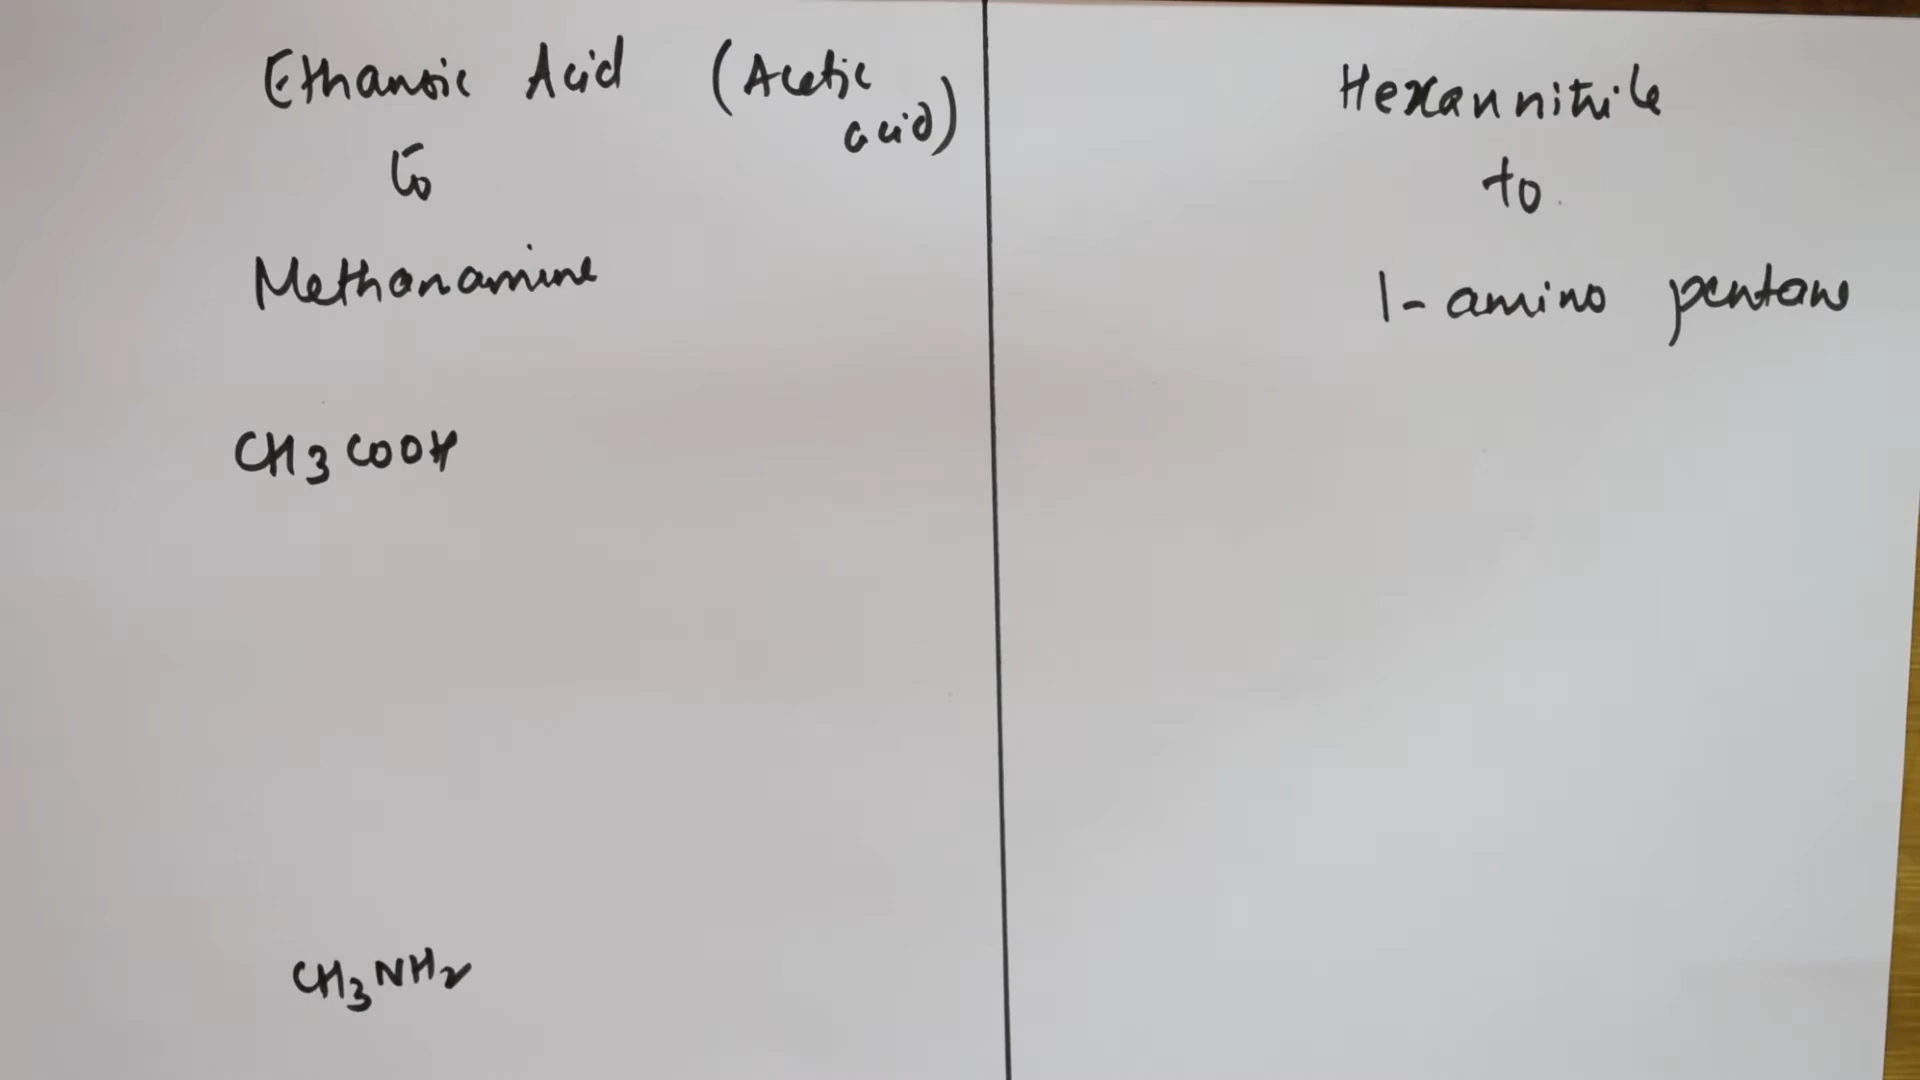 Ethanoic Acid (Acetic
acid)
to
Methanamine
CH3COOH
CH3NH2
Hexannitrile
to
1-amino pentane